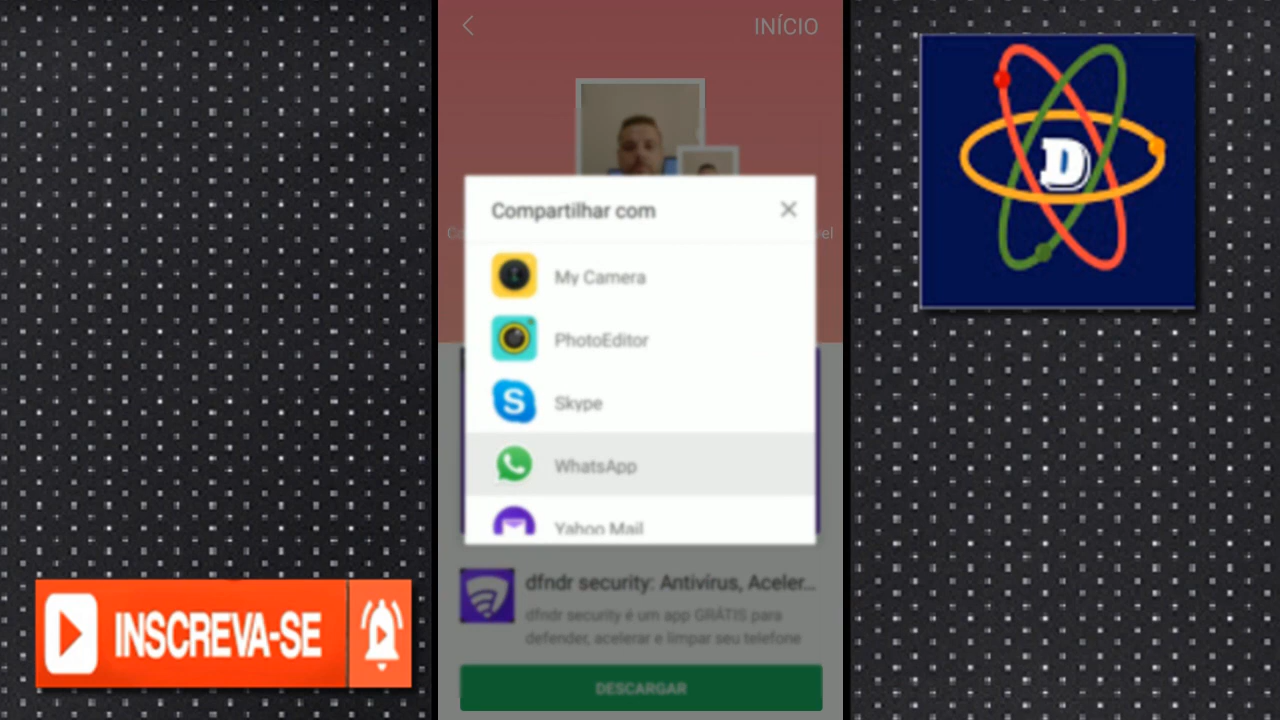 INÍCIO
Compartilhar com
My Camera
PhotoEditor
Skype
WhatsApp
Yahoo Mail
dfndr security: Antivírus, Aceler...
dfndr security é um app GRÁTIS para
defender, acelerar e limpar seu telefone
DESCARGAR
INSCREVA-SE
D